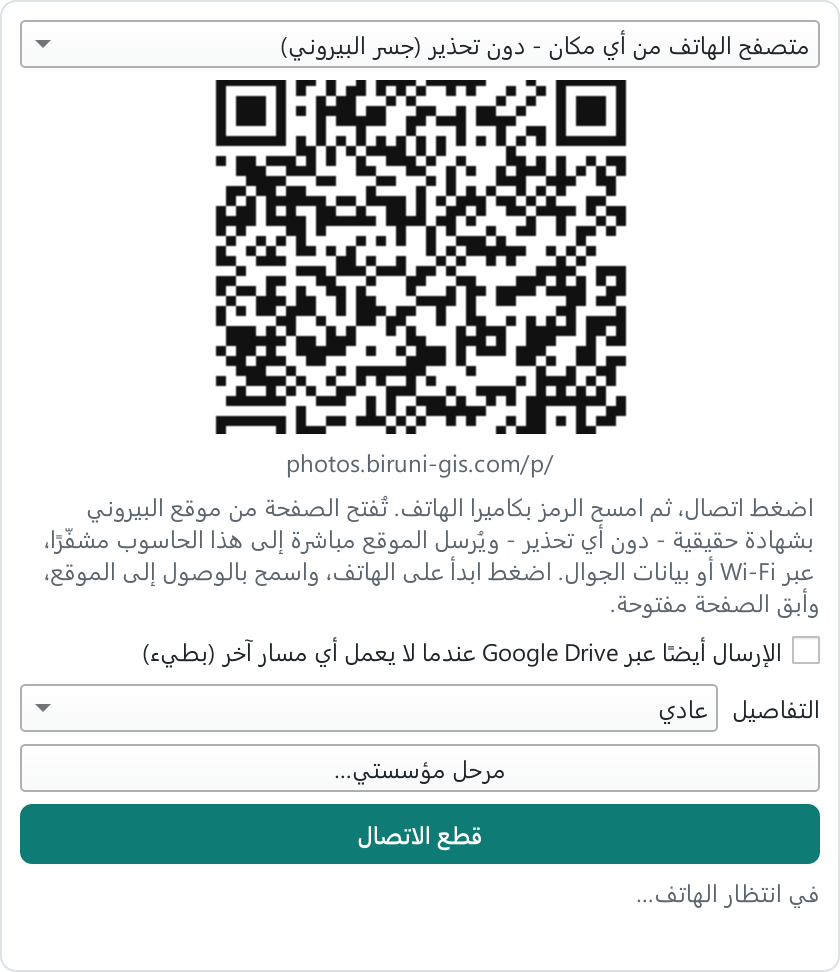 متصفح الهاتف من أي مكان - دون تحذير (جسر البيروني)
photos.biruni-gis.com/p/
اضغط اتصال، ثم امسح الرمز بكاميرا الهاتف. تُفتح الصفحة من موقع البيروني
بشهادة حقيقية - دون أي تحذير - ويُرسل الموقع مباشرة إلى هذا الحاسوب مشفّرًا،
عبر Wi-Fi أو بيانات الجوال. اضغط ابدأ على الهاتف، واسمح بالوصول إلى الموقع،
وأبق الصفحة مفتوحة.
الإرسال أيضًا عبر Google Drive عندما لا يعمل أي مسار آخر (بطيء)
التفاصيل عادي
مرحل مؤسستي...
قطع الاتصال
في انتظار الهاتف...